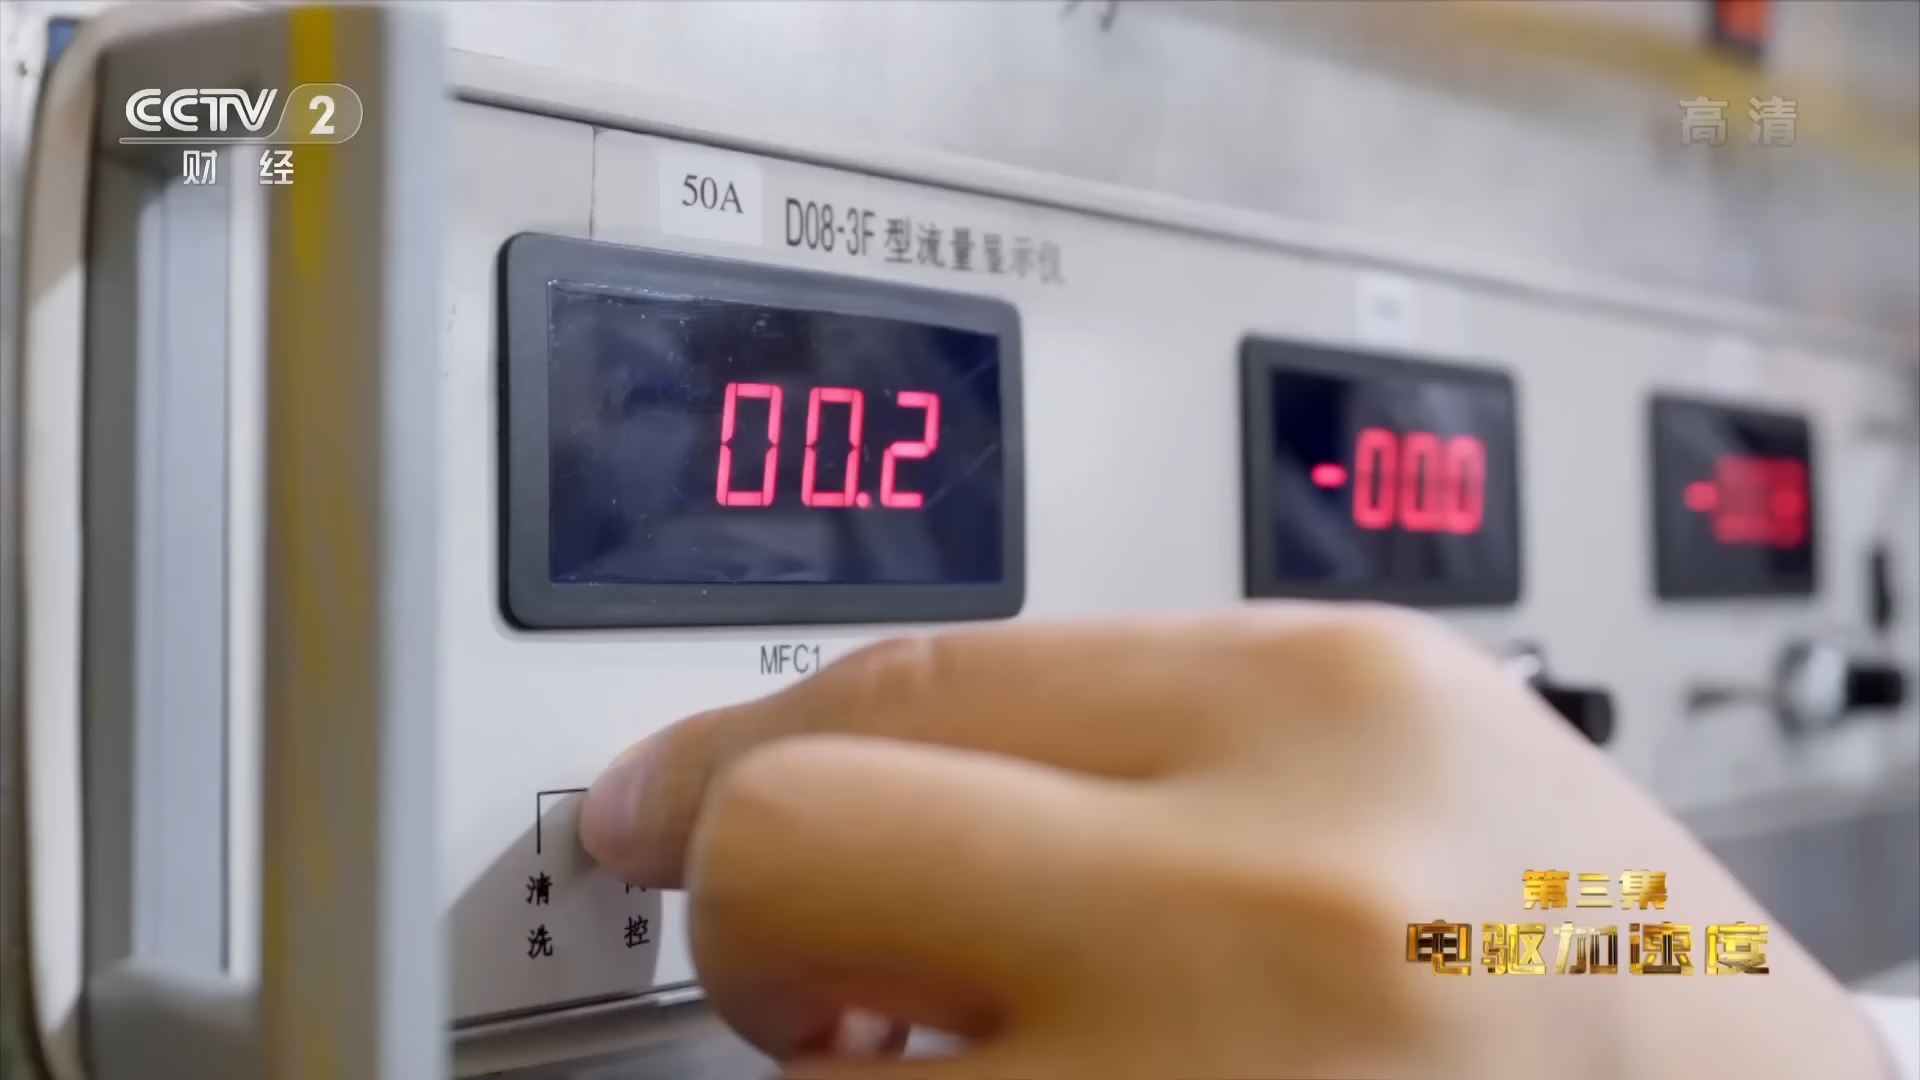 CCTV 2
财 经
高清
50A
D08-3F 型流量显示仪
00.2
-00.0
MFC1
清洗
控
第三集
电驱加速度